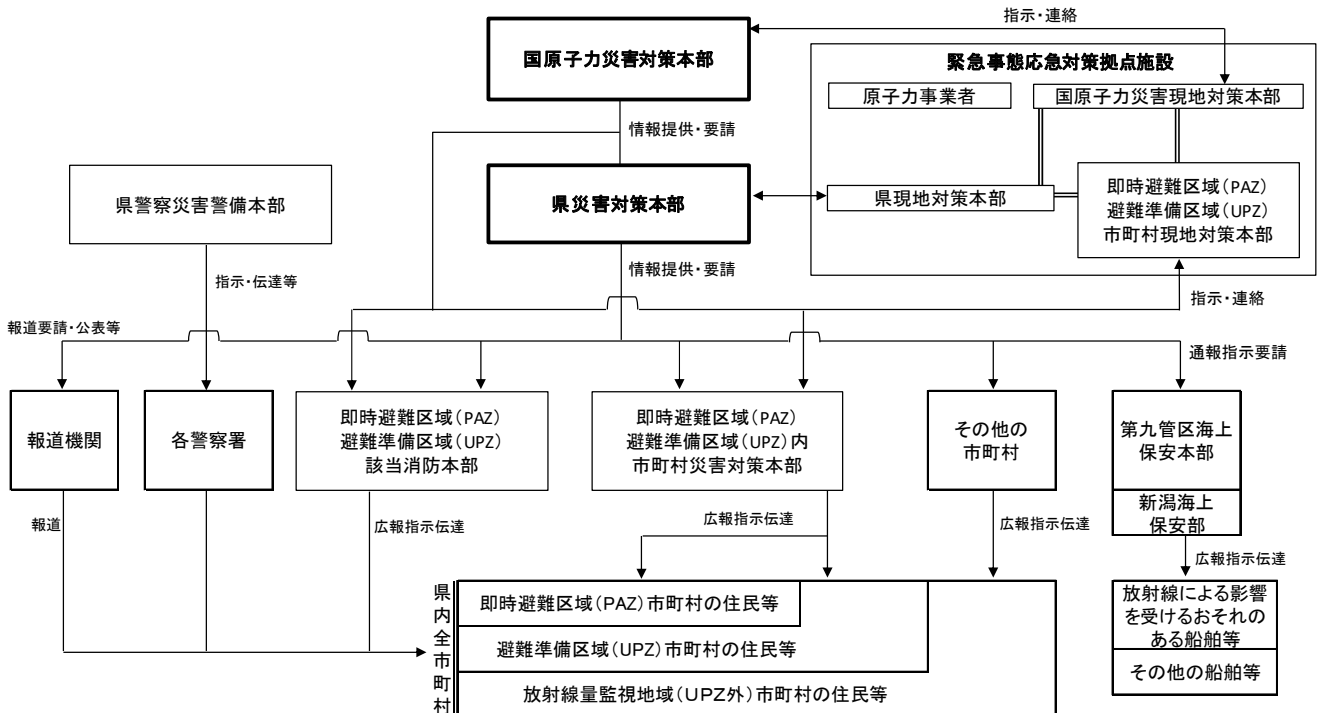 指示・連絡
国原子力災害対策本部
緊急事態応急対策拠点施設
原子力事業者
国原子力災害現地対策本部
情報提供・要請
県警察災害警備本部
県災害対策本部
県現地対策本部
即時避難区域(PAZ)
避難準備区域(UPZ)
市町村現地対策本部
情報提供・要請
指示・伝達等
指示・連絡
報道要請・公表等
通報指示要請
報道機関
各警察署
即時避難区域(PAZ)
避難準備区域(UPZ)
該当消防本部
即時避難区域(PAZ)
避難準備区域(UPZ)内
市町村災害対策本部
その他の
市町村
第九管区海上
保安本部
新潟海上
保安部
報道
広報指示伝達
広報指示伝達
広報指示伝達
広報指示伝達
県内全市町村
即時避難区域(PAZ)市町村の住民等
避難準備区域(UPZ)市町村の住民等
放射線量監視地域(UPZ外)市町村の住民等
放射線による影響
を受けるおそれの
ある船舶等
その他の船舶等